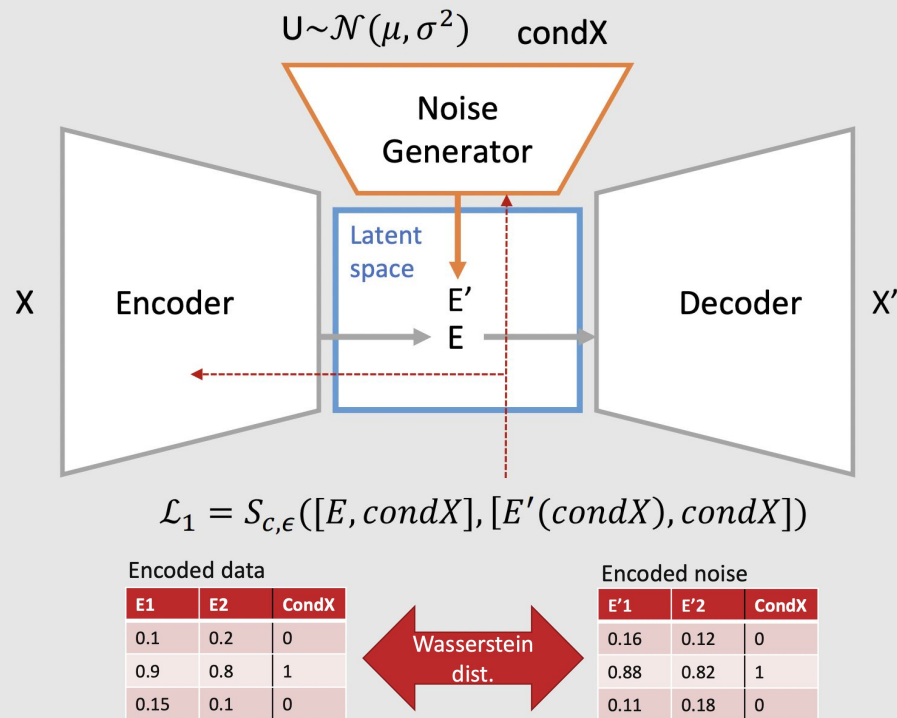 U~𝒩(μ, σ²) condX
Noise
Generator
Latent
space
X
Encoder
E’
E
Decoder
X’
ℒ₁ = S_{c,ϵ}([E, condX], [E′(condX), condX])
Encoded data
E1 E2 CondX
0.1 0.2 0
0.9 0.8 1
0.15 0.1 0
Wasserstein
dist.
Encoded noise
E’1 E’2 CondX
0.16 0.12 0
0.88 0.82 1
0.11 0.18 0